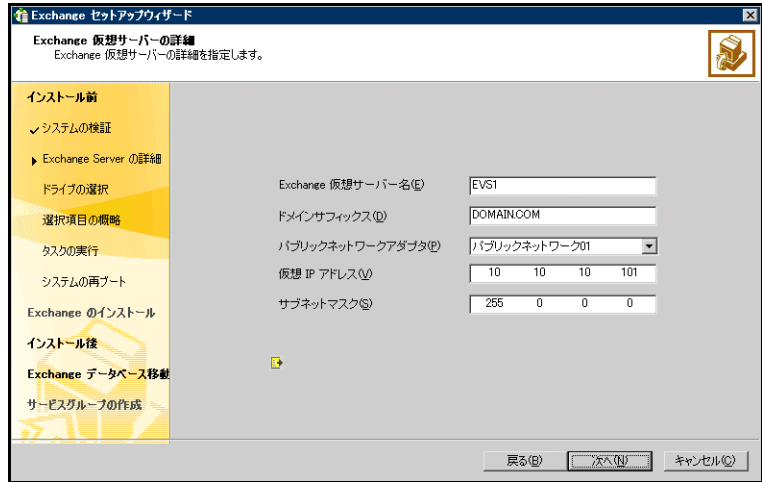 Exchange セットアップウィザード
Exchange 仮想サーバーの詳細
Exchange 仮想サーバーの詳細を指定します。
インストール前
システムの検証
Exchange Server の詳細
ドライブの選択
選択項目の概略
タスクの実行
システムの再ブート
Exchange のインストール
インストール後
Exchange データベース移動
サービスグループの作成
Exchange 仮想サーバー名(E) EVS1
ドメインサフィックス(D) DOMAIN.COM
パブリックネットワークアダプタ(P) パブリックネットワーク01
仮想 IP アドレス(V) 10 10 10 101
サブネットマスク(S) 255 0 0 0
戻る(B) 次へ(N) キャンセル(C)